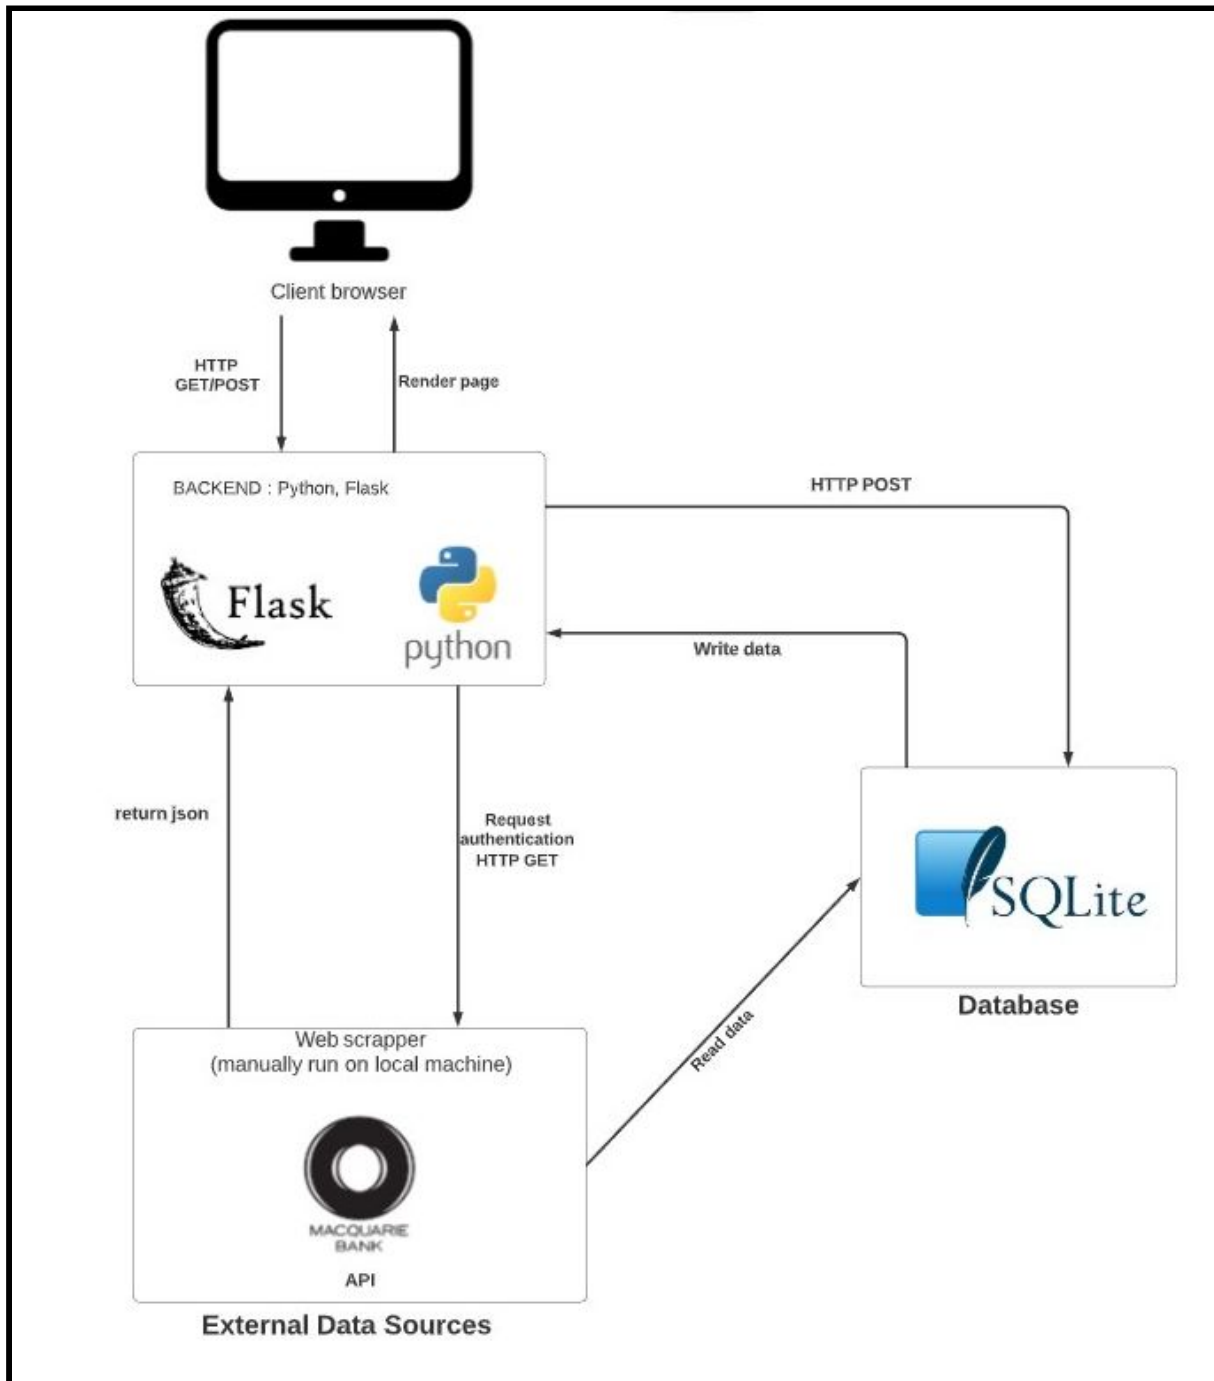 Client browser
HTTP
GET/POST
Render page
BACKEND : Python, Flask
HTTP POST
Flask
python
Write data
return json
Request
authentication
HTTP GET
SQLite
Database
Read data
Web scrapper
(manually run on local machine)
MACQUARIE
BANK
API
External Data Sources